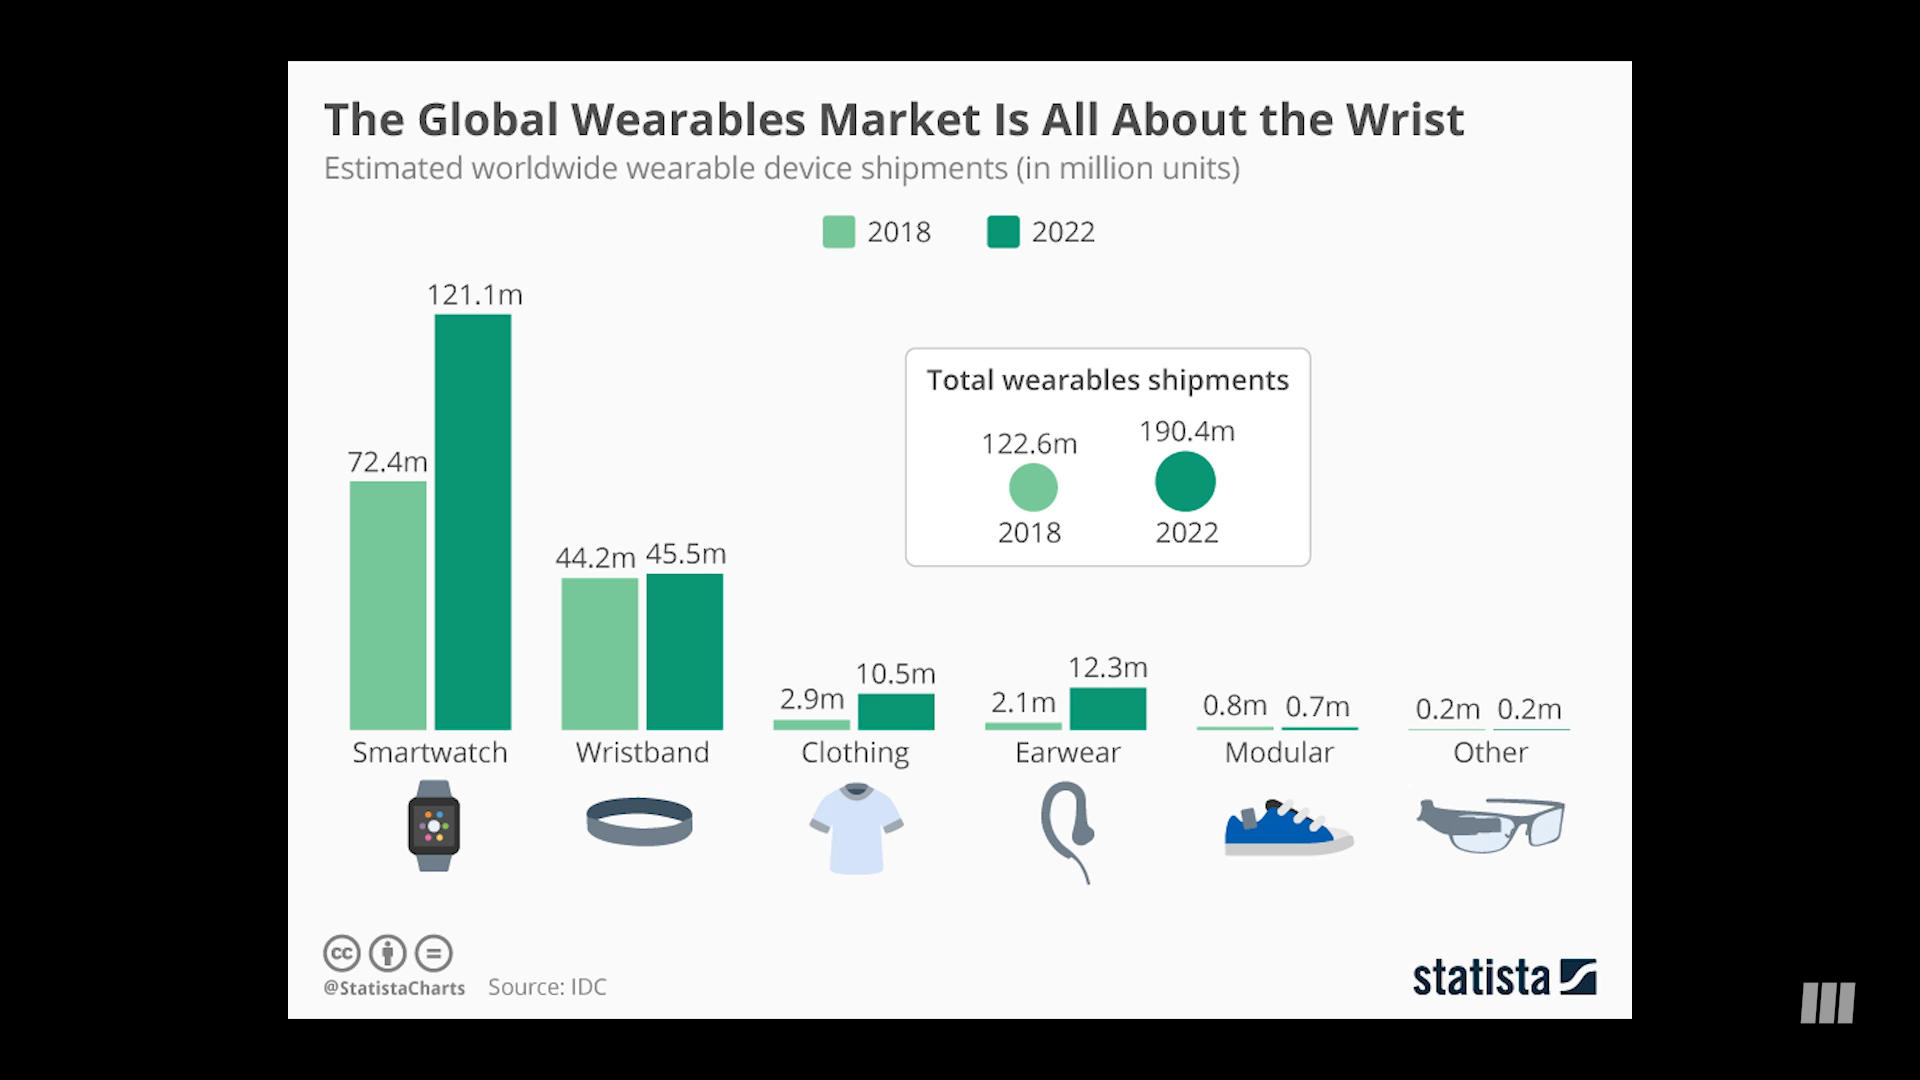 The Global Wearables Market Is All About the Wrist
Estimated worldwide wearable device shipments (in million units)
2018 2022
121.1m
72.4m
44.2m 45.5m
2.9m 10.5m
2.1m 12.3m
0.8m 0.7m
0.2m 0.2m
Total wearables shipments
122.6m 190.4m
2018 2022
Smartwatch Wristband Clothing Earwear Modular Other
cc
@StatistaCharts Source: IDC
statista